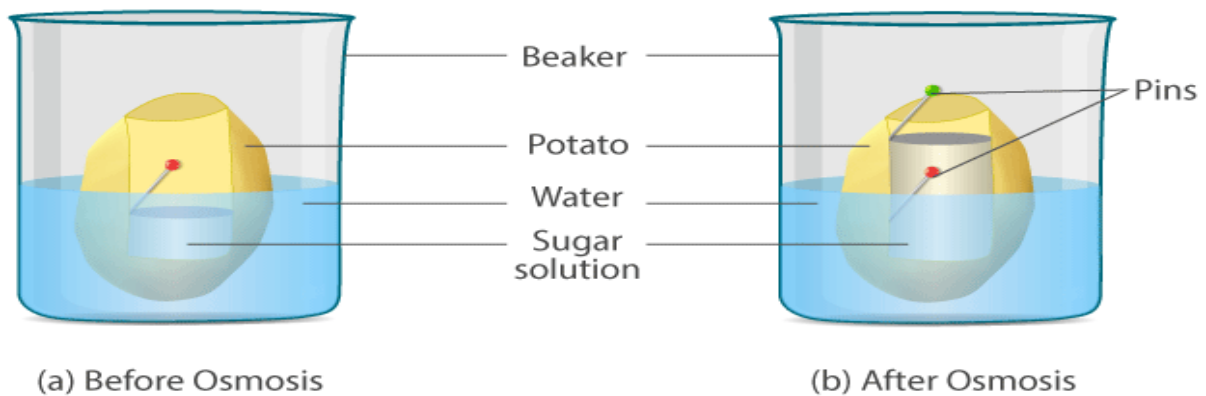 Beaker
Pins
Potato
Water
Sugar
solution
(a) Before Osmosis
(b) After Osmosis